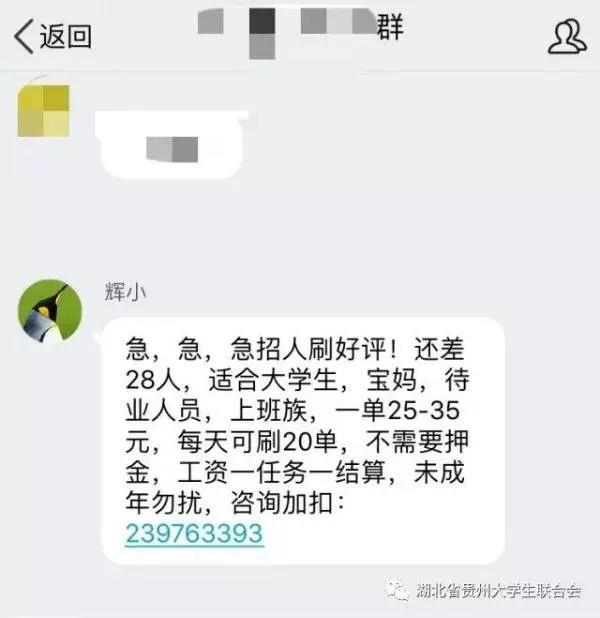 返回
群
辉小
急，急，急招人刷好评！还差
28人，适合大学生，宝妈，待
业人员，上班族，一单25-35
元，每天可刷20单，不需要押
金，工资一任务一结算，未成
年勿扰，咨询加扣：
239763393
湖北省贵州大学生联合会